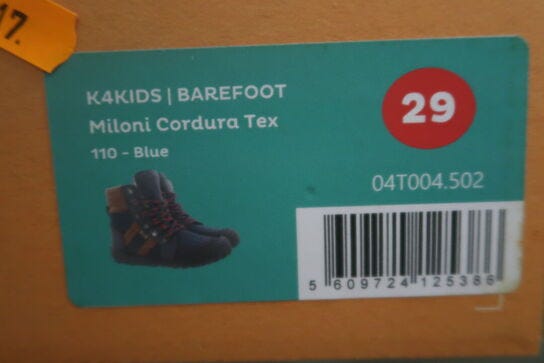 17.
K4KIDS | BAREFOOT
Miloni Cordura Tex
110 - Blue
29
04T004.502
5 609724 125386